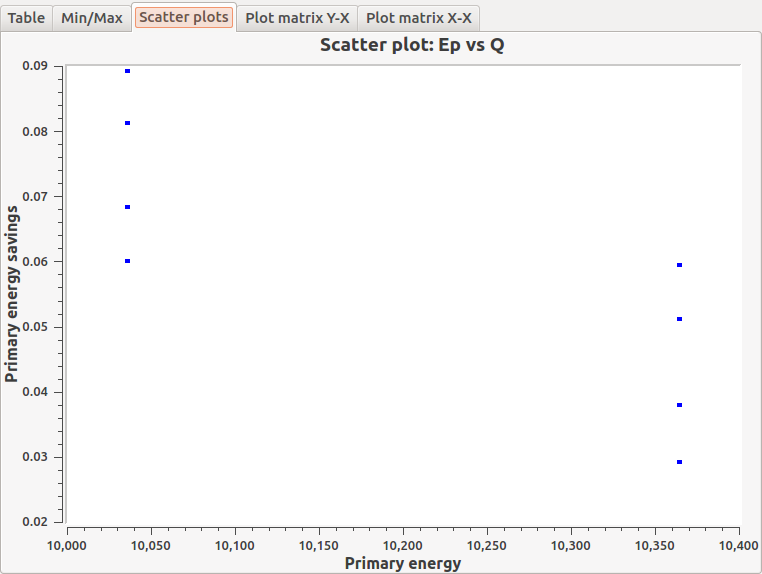 Table Min/Max Scatter plots Plot matrix Y-X Plot matrix X-X
Scatter plot: Ep vs Q
Primary energy savings
0.09
0.08
0.07
0.06
0.05
0.04
0.03
0.02
10,000 10,050 10,100 10,150 10,200 10,250 10,300 10,350 10,400
Primary energy